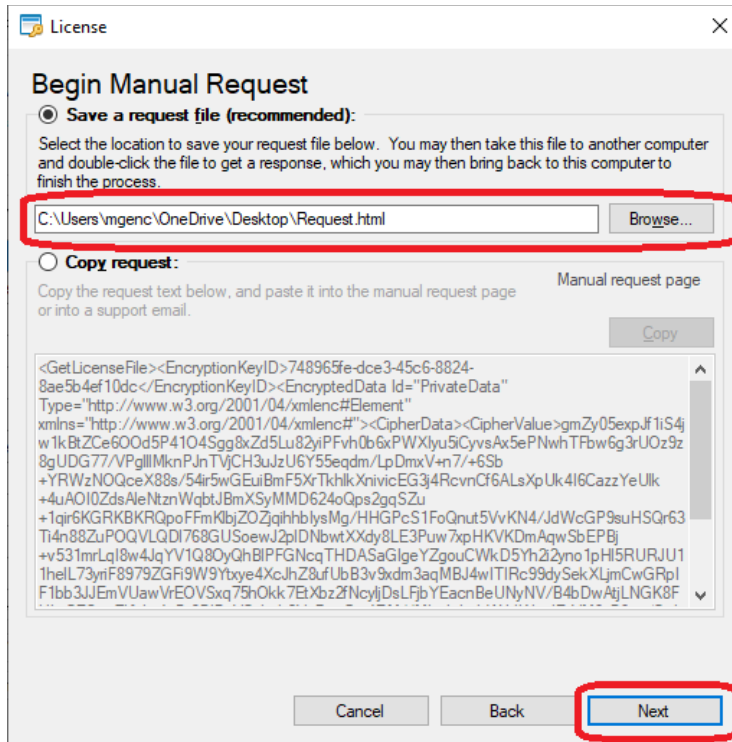 License
Begin Manual Request
Save a request file (recommended):
Select the location to save your request file below. You may then take this file to another computer
and double-click the file to get a response, which you may then bring back to this computer to
finish the process.
C:\Users\mgenc\OneDrive\Desktop\Request.html
Browse...
Copy request:
Manual request page
Copy the request text below, and paste it into the manual request page
or into a support email.
Copy
<GetLicenseFile><EncryptionKeyID>748965fe-dce3-45c6-8824-
8ae5b4ef10dc</EncryptionKeyID><EncryptedData Id="PrivateData"
Type="http://www.w3.org/2001/04/xmlenc#Element"
xmlns="http://www.w3.org/2001/04/xmlenc#"><CipherData><CipherValue>gmZy05expJf1iS4j
w1kBtZCe6OOd5P41O4Sgg8xZd5Lu82yiPFvh0b6xPWXlyu5iCyvsAx5ePNwhTFbw6g3rUOz9z
8gUDG77/VPgIllMknPJnTVjCH3uJzU6Y55eqdm/LpDmxV+n7/+6Sb
+YRWzNOQceX88s/54ir5wGEuiBmF5XrTkhlkXnivicEG3j4RcvnCf6ALsXpUk4I6CazzYeUlk
+4uAOI0ZdsAleNtznWqbtJBmXSyMMD624oQps2gqSZu
+1qir6KGRKBKRQpoFFmKlbjZOZjqihhblysMg/HHGPcS1FoQnut5VvKN4/JdWcGP9suHSQr63
Ti4n88ZuPOQVLQDI768GUSoewJ2pIDNbwtXXdy8LE3Puw7xpHKVKDmAqwSbEPBj
+v531mrLqI8w4JqYV1Q8OyQhBIPFGNcqTHDASaGlgeYZgouCWkD5Yh2i2yno1pHI5RURJU1
1heIL73yriF8979ZGFi9W9Ytxye4XcJhZ8ufUbB3v9xdm3aqMBJ4wITIRc99dySekXLjmCwGRpI
F1bb3JJEmVUawVrEOVSxq75hOkk7EtXbz2fNcyljDsLFjbYEacnBeUNyNV/B4bDwAtjLNGK8F
Cancel
Back
Next